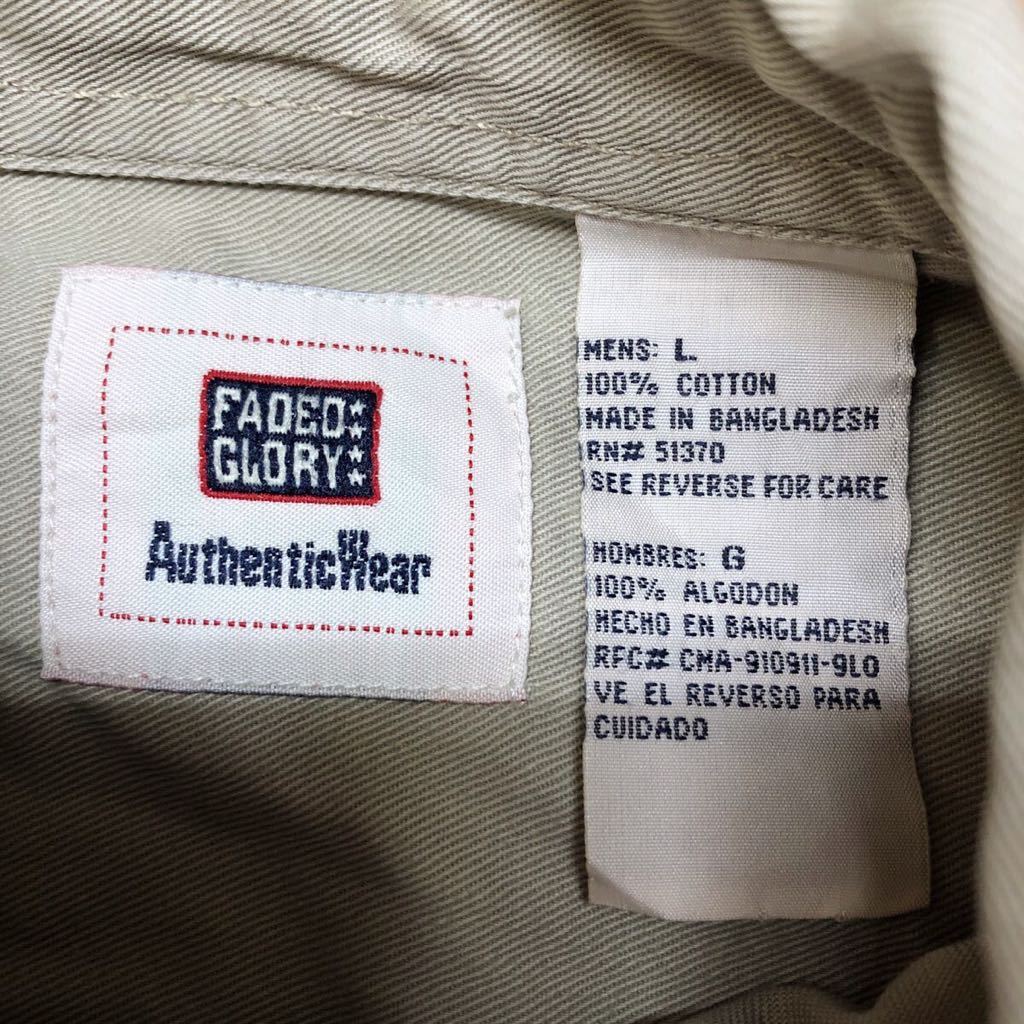 FADED
GLORY
AuthenticWear
MENS: L
100% COTTON
MADE IN BANGLADESH
RN# 51370
SEE REVERSE FOR CARE
HOMBRES: G
100% ALGODON
HECHO EN BANGLADESH
RFC# CMA-910911-9L0
VE EL REVERSO PARA
CUIDADO